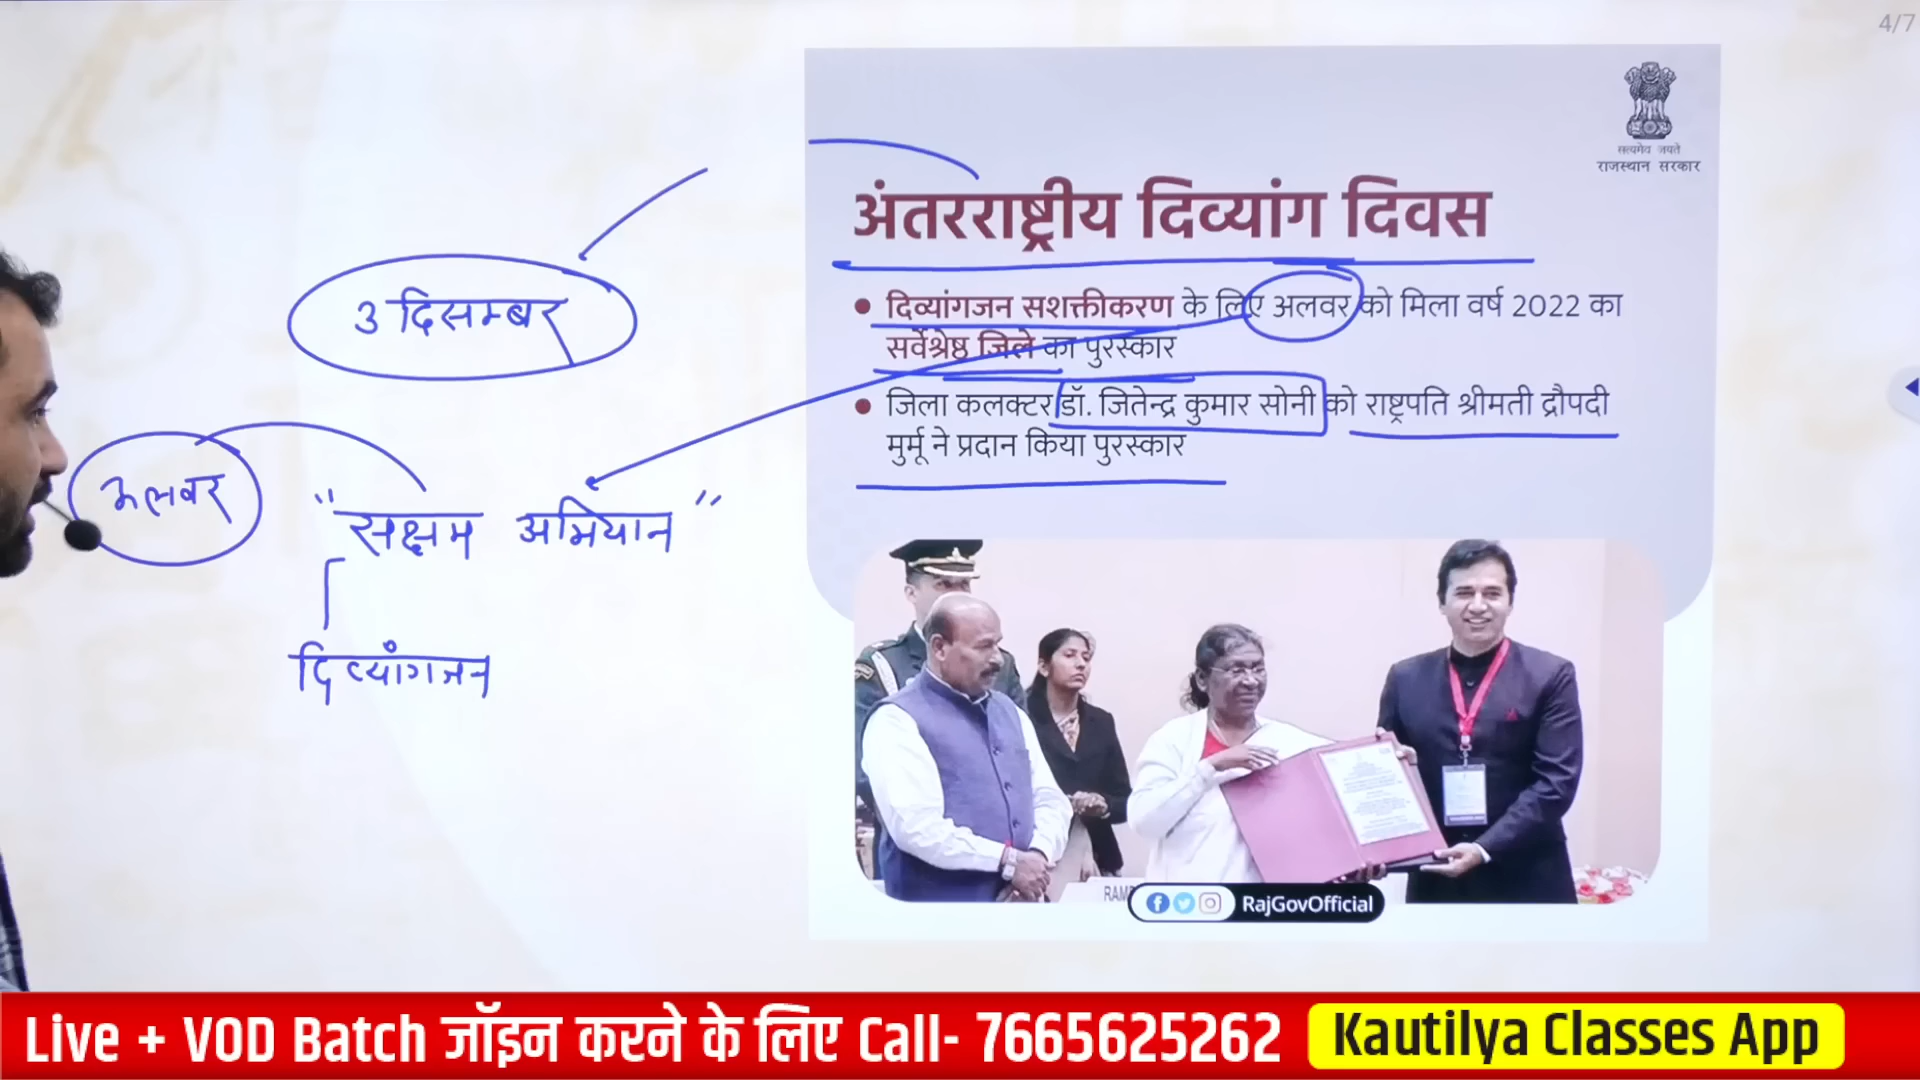 4/7
सत्यमेव जयते
राजस्थान सरकार
अंतरराष्ट्रीय दिव्यांग दिवस
• दिव्यांगजन सशक्तीकरण के लिए अलवर को मिला वर्ष 2022 का
सर्वेश्रेष्ठ जिले का पुरस्कार
• जिला कलक्टर डॉ. जितेन्द्र कुमार सोनी को राष्ट्रपति श्रीमती द्रौपदी
मुर्मू ने प्रदान किया पुरस्कार
3 दिसम्बर
अलवर
"सक्षम अभियान"
दिव्यांगजन
RajGovOfficial
Live + VOD Batch जॉइन करने के लिए Call- 7665625262
Kautilya Classes App